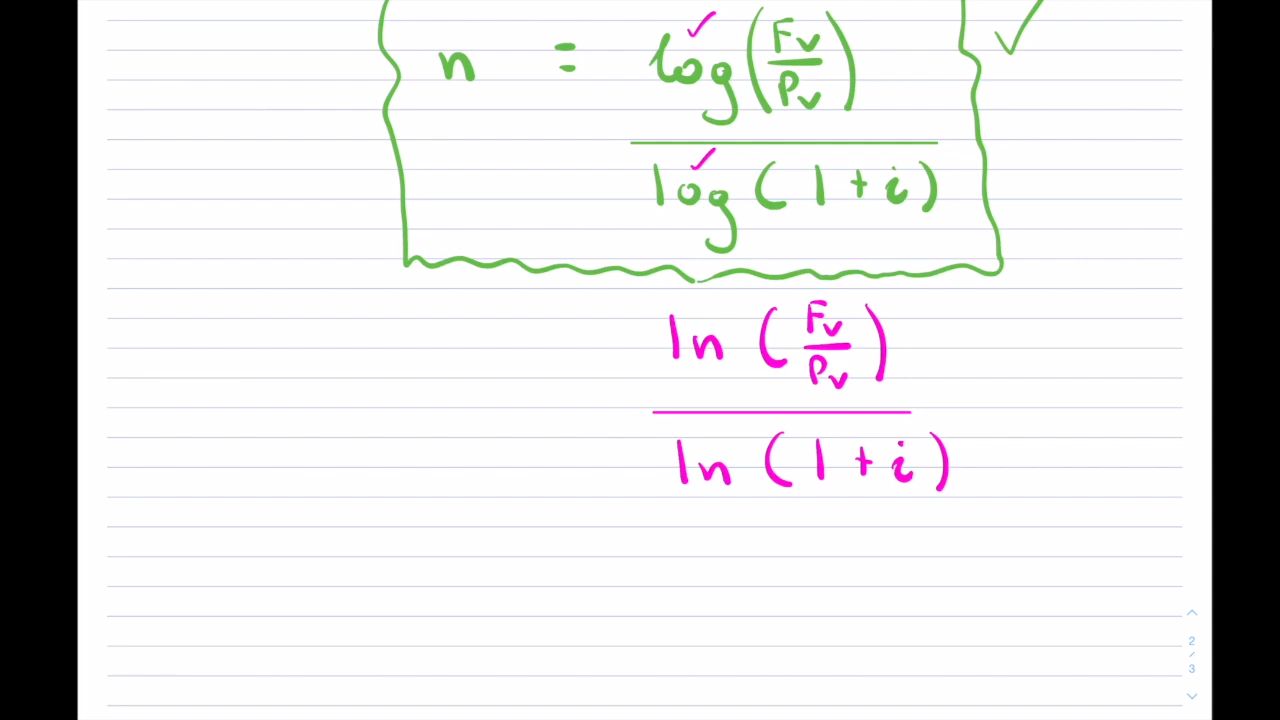 n = log(Fv/Pv)
log(1+i)
ln(Fv/Pv)
ln(1+i)
2
/
3